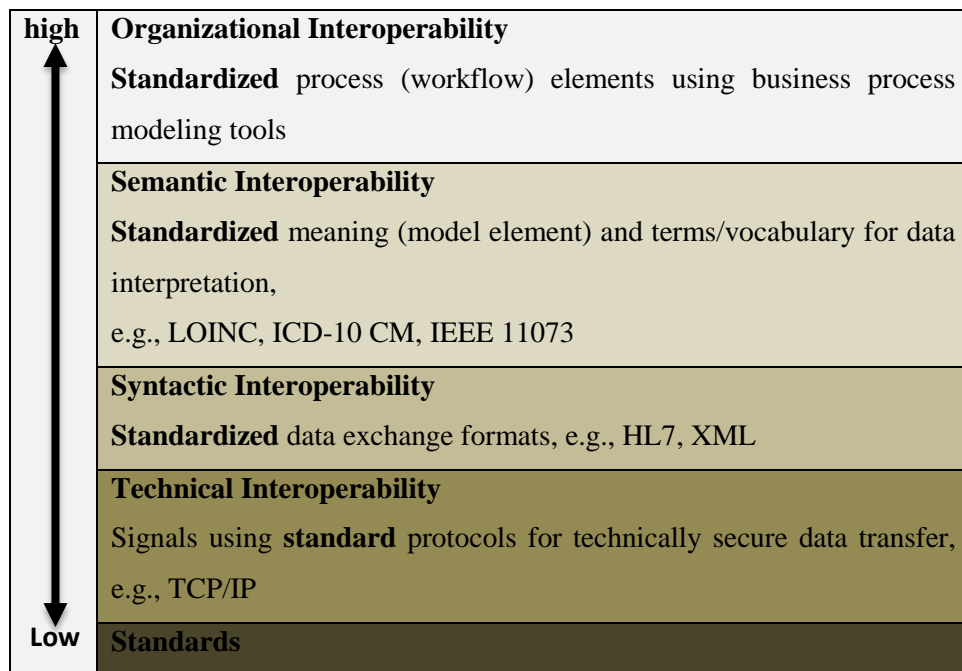 high
Organizational Interoperability
Standardized process (workflow) elements using business process
modeling tools
Semantic Interoperability
Standardized meaning (model element) and terms/vocabulary for data
interpretation,
e.g., LOINC, ICD-10 CM, IEEE 11073
Syntactic Interoperability
Standardized data exchange formats, e.g., HL7, XML
Technical Interoperability
Signals using standard protocols for technically secure data transfer,
e.g., TCP/IP
Low
Standards